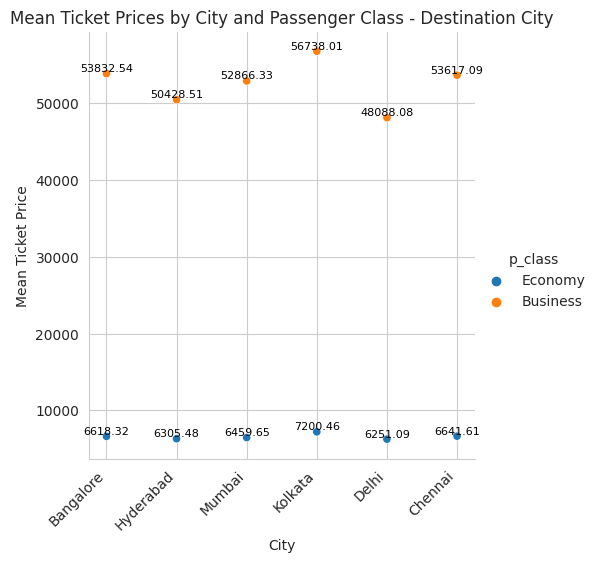 Mean Ticket Prices by City and Passenger Class - Destination City
56738.01
53832.54
53617.09
52866.33
50428.51
48088.08
50000
40000
30000
20000
10000
Mean Ticket Price
p_class
Economy
Business
6618.32
6305.48
6459.65
7200.46
6251.09
6641.61
Bangalore
Hyderabad
Mumbai
Kolkata
Delhi
Chennai
City